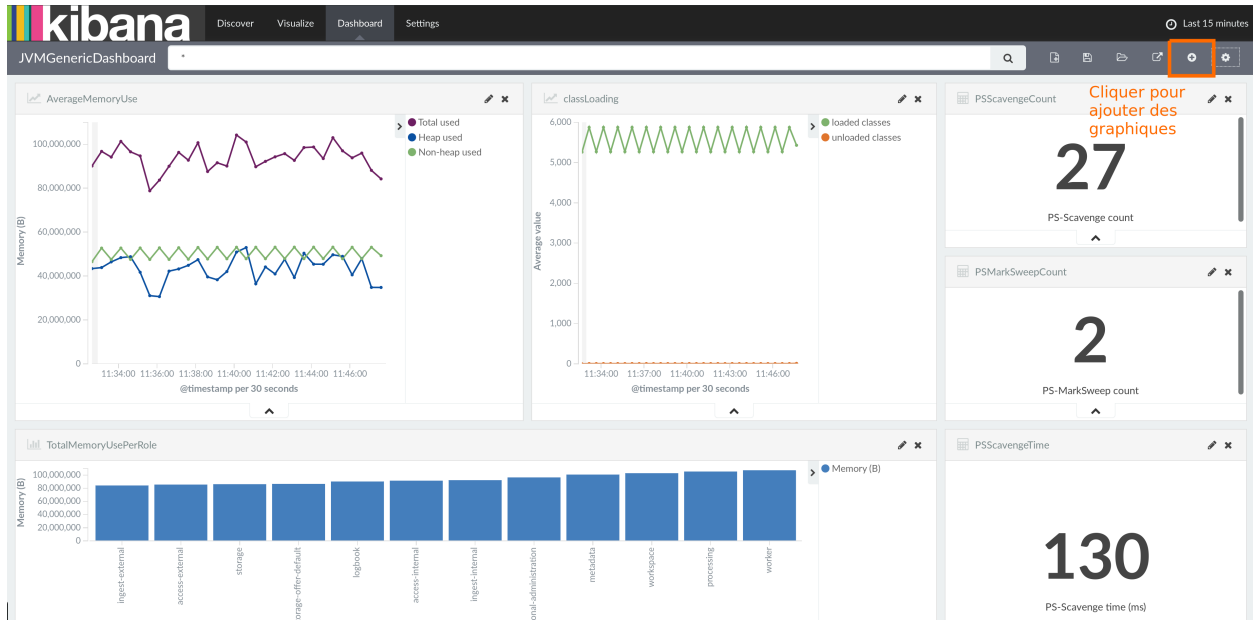 kibana
Discover
Visualize
Dashboard
Settings
Last 15 minutes
JVMGenericDashboard
*
Cliquer pour
ajouter des
graphiques
AverageMemoryUse
Total used
Heap used
Non-heap used
100,000,000
80,000,000
60,000,000
40,000,000
20,000,000
0
Memory (B)
11:34:00 11:36:00 11:38:00 11:40:00 11:42:00 11:44:00 11:46:00
@timestamp per 30 seconds
classLoading
loaded classes
unloaded classes
6,000
5,000
4,000
3,000
2,000
1,000
0
Average value
11:34:00 11:37:00 11:40:00 11:43:00 11:46:00
@timestamp per 30 seconds
PSScavengeCount
27
PS-Scavenge count
PSMarkSweepCount
2
PS-MarkSweep count
TotalMemoryUsePerRole
Memory (B)
100,000,000
80,000,000
60,000,000
40,000,000
20,000,000
0
Memory (B)
ingest-external
access-external
storage
orage-offer-default
logbook
access-internal
ingest-internal
onal-administration
metadata
workspace
processing
worker
PSScavengeTime
130
PS-Scavenge time (ms)